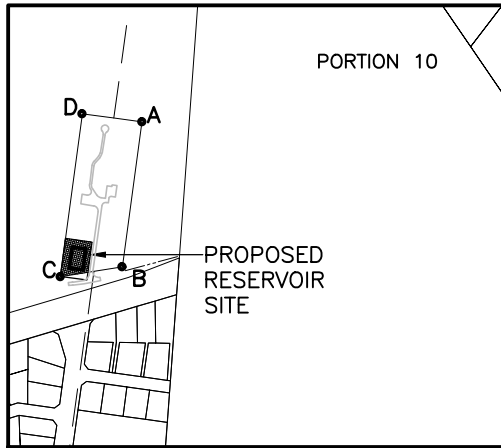 PORTION 10
D
A
C
B
PROPOSED
RESERVOIR
SITE